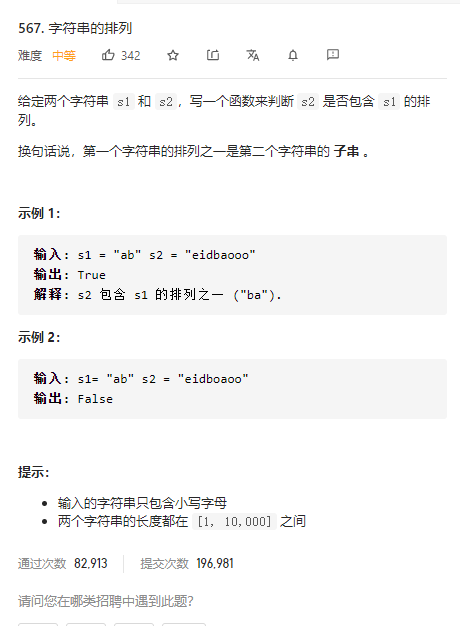 567. 字符串的排列
难度 中等 342
给定两个字符串 s1 和 s2，写一个函数来判断 s2 是否包含 s1 的排
列。
换句话说，第一个字符串的排列之一是第二个字符串的 子串 。
示例 1：
输入: s1 = "ab" s2 = "eidbaooo"
输出: True
解释: s2 包含 s1 的排列之一 ("ba").
示例 2：
输入: s1= "ab" s2 = "eidboaoo"
输出: False
提示：
输入的字符串只包含小写字母
两个字符串的长度都在 [1, 10,000] 之间
通过次数 82,913 提交次数 196,981
请问您在哪类招聘中遇到此题？